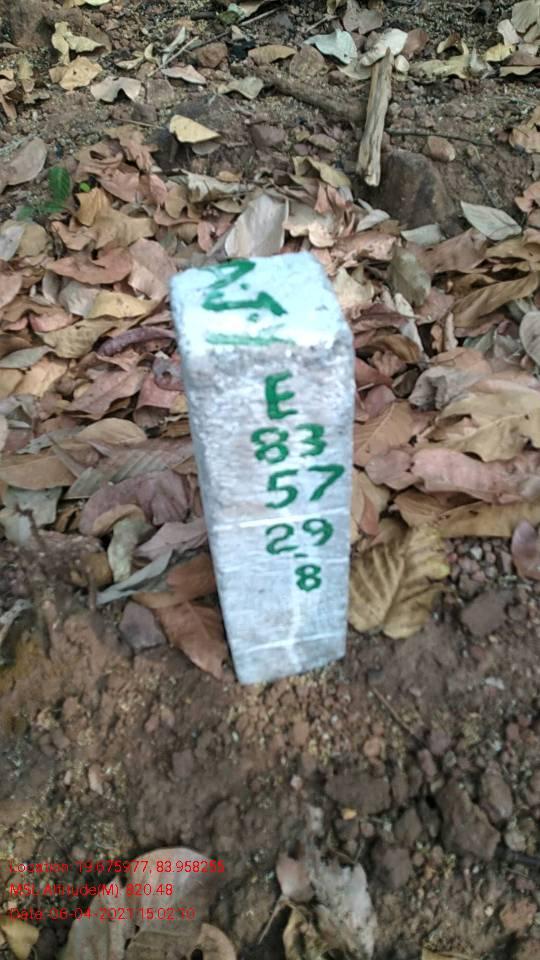 E
83
57
29
.8
Location: 19.675977, 83.958255
MSL Altitude(M): 820.48
Date: 06-04-2021 15:02:10